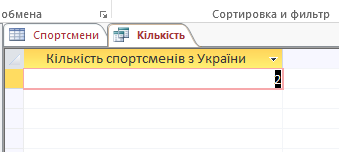 обмена
Сортировка и фильтр
Спортсмени
Кількість
Кількість спортсменів з України
2